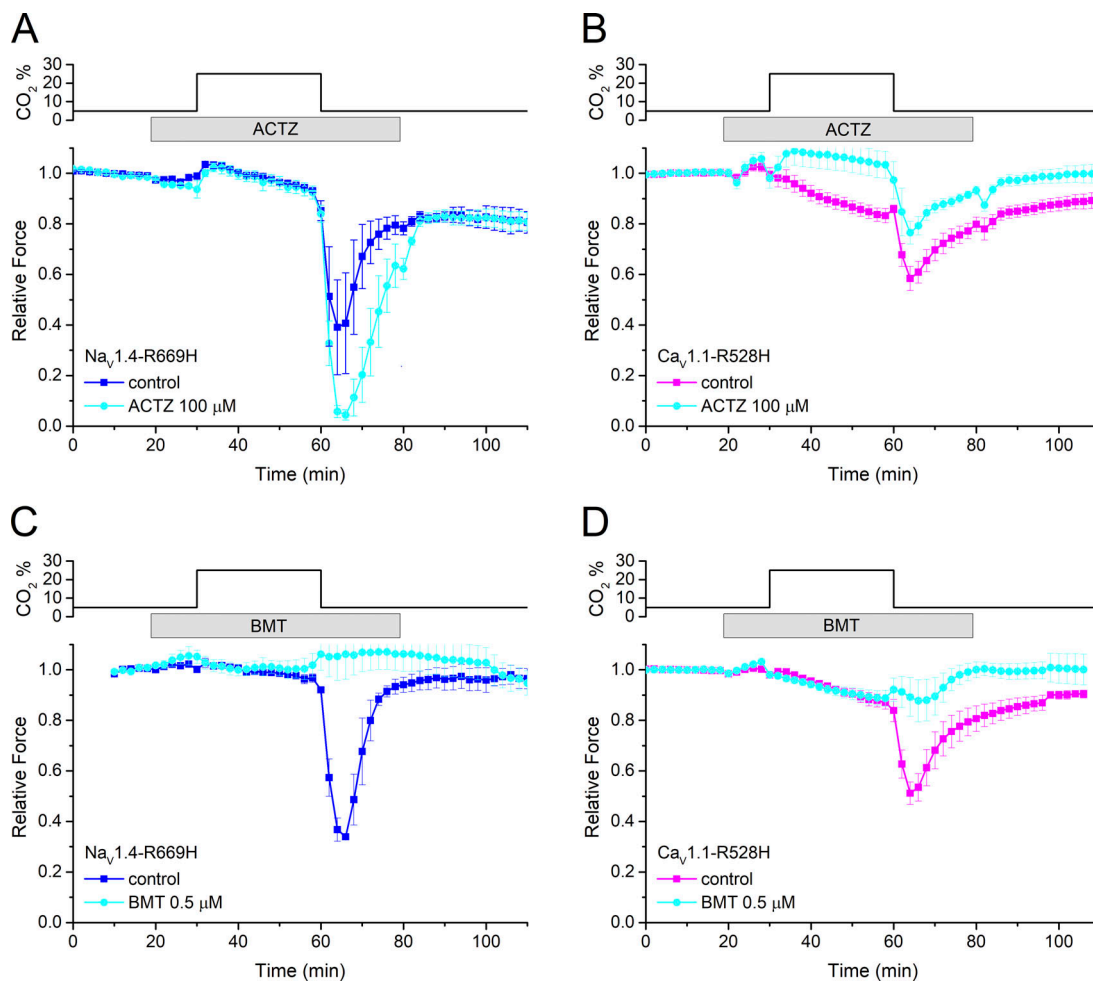 A
CO2 %
30
20
10
0
ACTZ
Relative Force
1.0
0.8
0.6
0.4
0.2
0.0
NaV1.4-R669H
control
ACTZ 100 μM
0 20 40 60 80 100
Time (min)
B
CO2 %
30
20
10
0
ACTZ
Relative Force
1.0
0.8
0.6
0.4
0.2
0.0
CaV1.1-R528H
control
ACTZ 100 μM
0 20 40 60 80 100
Time (min)
C
CO2 %
30
20
10
0
BMT
Relative Force
1.0
0.8
0.6
0.4
0.2
0.0
NaV1.4-R669H
control
BMT 0.5 μM
0 20 40 60 80 100
Time (min)
D
CO2 %
30
20
10
0
BMT
Relative Force
1.0
0.8
0.6
0.4
0.2
0.0
CaV1.1-R528H
control
BMT 0.5 μM
0 20 40 60 80 100
Time (min)